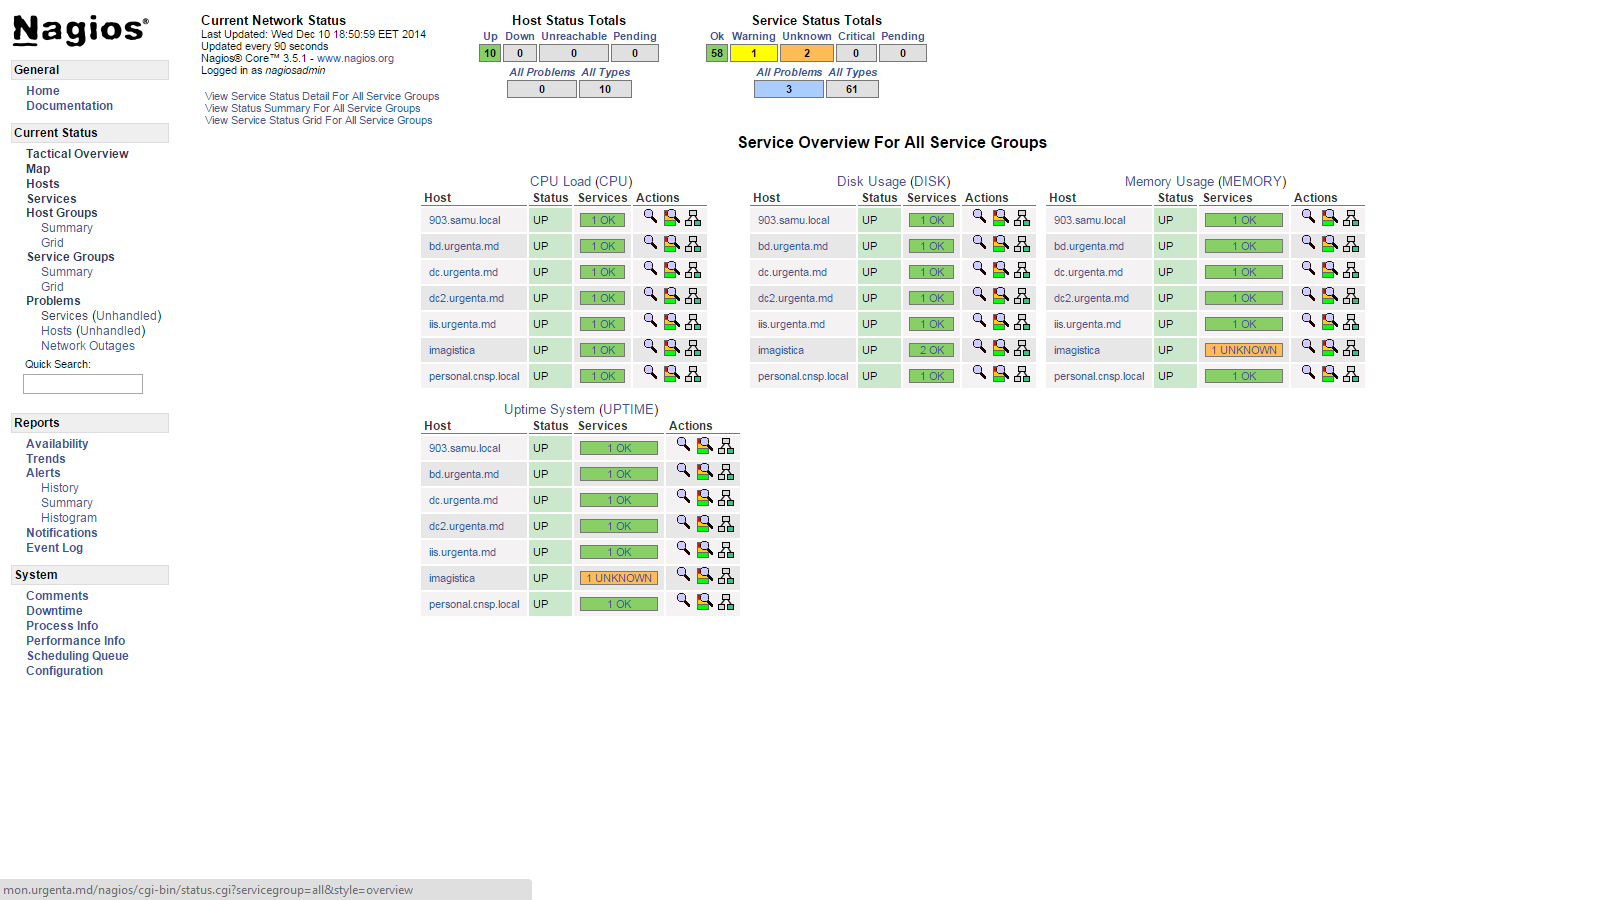 Nagios®
General
Home
Documentation
Current Status
Tactical Overview
Map
Hosts
Services
Host Groups
Summary
Grid
Service Groups
Summary
Grid
Problems
Services (Unhandled)
Hosts (Unhandled)
Network Outages
Quick Search:
Reports
Availability
Trends
Alerts
History
Summary
Histogram
Notifications
Event Log
System
Comments
Downtime
Process Info
Performance Info
Scheduling Queue
Configuration
Current Network Status
Last Updated: Wed Dec 10 18:50:59 EET 2014
Updated every 90 seconds
Nagios® Core™ 3.5.1 - www.nagios.org
Logged in as nagiosadmin
View Service Status Detail For All Service Groups
View Status Summary For All Service Groups
View Service Status Grid For All Service Groups
Host Status Totals
Up Down Unreachable Pending
10 0 0 0
All Problems All Types
0 10
Service Status Totals
Ok Warning Unknown Critical Pending
58 1 2 0 0
All Problems All Types
3 61
Service Overview For All Service Groups
CPU Load (CPU)
Host Status Services Actions
903.samu.local UP 1 OK
bd.urgenta.md UP 1 OK
dc.urgenta.md UP 1 OK
dc2.urgenta.md UP 1 OK
iis.urgenta.md UP 1 OK
imagistica UP 1 OK
personal.cnsp.local UP 1 OK
Disk Usage (DISK)
Host Status Services Actions
903.samu.local UP 1 OK
bd.urgenta.md UP 1 OK
dc.urgenta.md UP 1 OK
dc2.urgenta.md UP 1 OK
iis.urgenta.md UP 1 OK
imagistica UP 2 OK
personal.cnsp.local UP 1 OK
Memory Usage (MEMORY)
Host Status Services Actions
903.samu.local UP 1 OK
bd.urgenta.md UP 1 OK
dc.urgenta.md UP 1 OK
dc2.urgenta.md UP 1 OK
iis.urgenta.md UP 1 OK
imagistica UP 1 UNKNOWN
personal.cnsp.local UP 1 OK
Uptime System (UPTIME)
Host Status Services Actions
903.samu.local UP 1 OK
bd.urgenta.md UP 1 OK
dc.urgenta.md UP 1 OK
dc2.urgenta.md UP 1 OK
iis.urgenta.md UP 1 OK
imagistica UP 1 UNKNOWN
personal.cnsp.local UP 1 OK
mon.urgenta.md/nagios/cgi-bin/status.cgi?servicegroup=all&style=overview